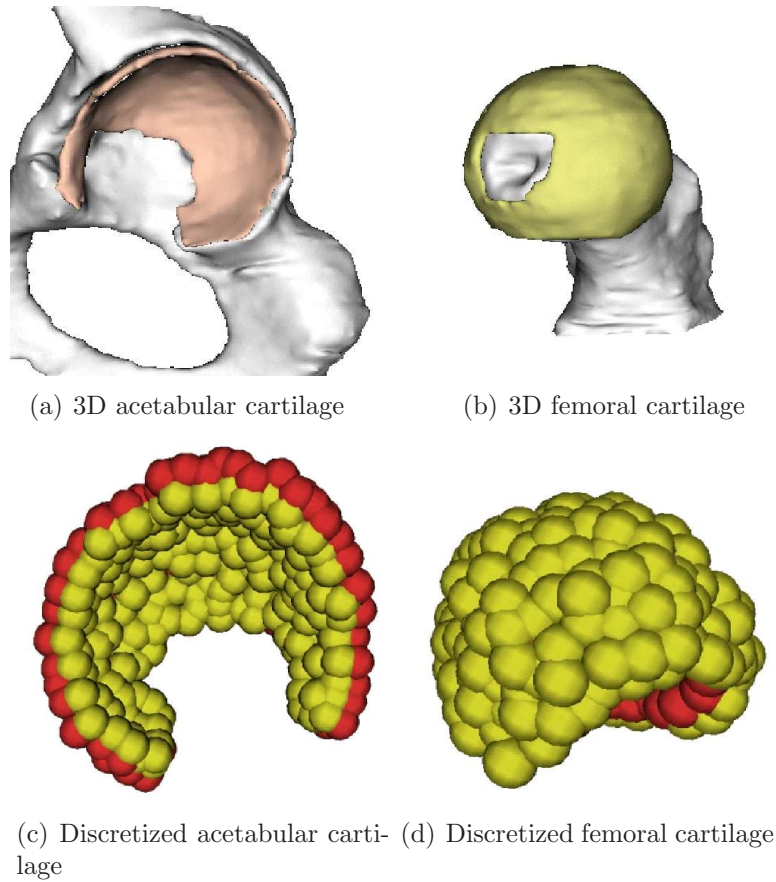 (a) 3D acetabular cartilage
(b) 3D femoral cartilage
(c) Discretized acetabular carti-
lage
(d) Discretized femoral cartilage